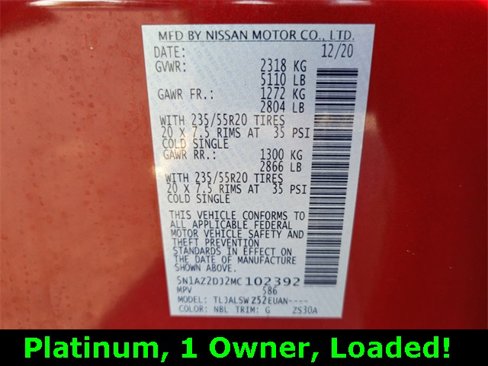 MFD BY NISSAN MOTOR CO., LTD.
DATE: 12/20
GVWR: 2318 KG
5110 LB
GAWR FR.: 1272 KG
2804 LB
WITH 235/55R20 TIRES
20 X 7.5 RIMS AT 35 PSI
COLD SINGLE
GAWR RR.: 1300 KG
2866 LB
WITH 235/55R20 TIRES
20 X 7.5 RIMS AT 35 PSI
COLD SINGLE
THIS VEHICLE CONFORMS TO
ALL APPLICABLE FEDERAL
MOTOR VEHICLE SAFETY AND
THEFT PREVENTION
STANDARDS IN EFFECT ON
THE DATE OF MANUFACTURE
SHOWN ABOVE.
5N1AZ2DJ2MC102392
MPV S86
MODEL: TLJALSWZ52EUAN----
COLOR: NBL TRIM: G ZS30A
Platinum, 1 Owner, Loaded!